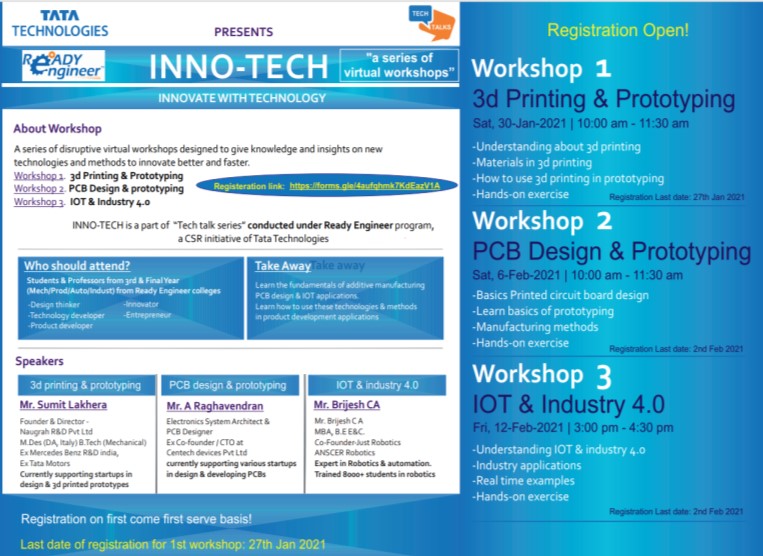 TATA
TECHNOLOGIES
PRESENTS
TECH
TALKS
ReADY
engineer
INNO-TECH
"a series of
virtual workshops"
INNOVATE WITH TECHNOLOGY
About Workshop
A series of disruptive virtual workshops designed to give knowledge and insights on new
technologies and methods to innovate better and faster.
Workshop 1. 3d Printing & Prototyping
Workshop 2. PCB Design & prototyping
Workshop 3. IOT & Industry 4.0
Registeration link: https://forms.gle/4aufqhmk7KdEazV1A
INNO-TECH is a part of "Tech talk series" conducted under Ready Engineer program,
a CSR initiative of Tata Technologies
Who should attend?
Students & Professors from 3rd & Final Year
(Mech/Prod/Auto/Indust) from Ready Engineer colleges
-Design thinker -Innovator
-Technology developer -Entrepreneur
-Product developer
Take Away Take away
Learn the fundamentals of additive manufacturing
PCB design & IOT applications.
Learn how to use these technologies & methods
in product development applications
Speakers
3d printing & prototyping
Mr. Sumit Lakhera
Founder & Director -
Naugrah R&D Pvt Ltd
M.Des (DA, Italy) B.Tech (Mechanical)
Ex Mercedes Benz R&D india,
Ex Tata Motors
Currently supporting startups in
design & 3d printed prototypes
PCB design & prototyping
Mr. A Raghavendran
Electronics System Architect &
PCB Designer
Ex Co-founder / CTO at
Centech devices Pvt Ltd
currently supporting various startups
in design & developing PCBs
IOT & industry 4.0
Mr. Brijesh CA
Mr. Brijesh C A
MBA, B.E E&C.
Co-Founder-Just Robotics
ANSCER Robotics
Expert in Robotics & automation.
Trained 8000+ students in robotics
Registration on first come first serve basis!
Last date of registration for 1st workshop: 27th Jan 2021
Registration Open!
Workshop 1
3d Printing & Prototyping
Sat, 30-Jan-2021 | 10:00 am - 11:30 am
-Understanding about 3d printing
-Materials in 3d printing
-How to use 3d printing in prototyping
-Hands-on exercise
Registration Last date: 27th Jan 2021
Workshop 2
PCB Design & Prototyping
Sat, 6-Feb-2021 | 10:00 am - 11:30 am
-Basics Printed circuit board design
-Learn basics of prototyping
-Manufacturing methods
-Hands-on exercise
Registration Last date: 2nd Feb 2021
Workshop 3
IOT & Industry 4.0
Fri, 12-Feb-2021 | 3:00 pm - 4:30 pm
-Understanding IOT & industry 4.0
-Industry applications
-Real time examples
-Hands-on exercise
Registration Last date: 2nd Feb 2021